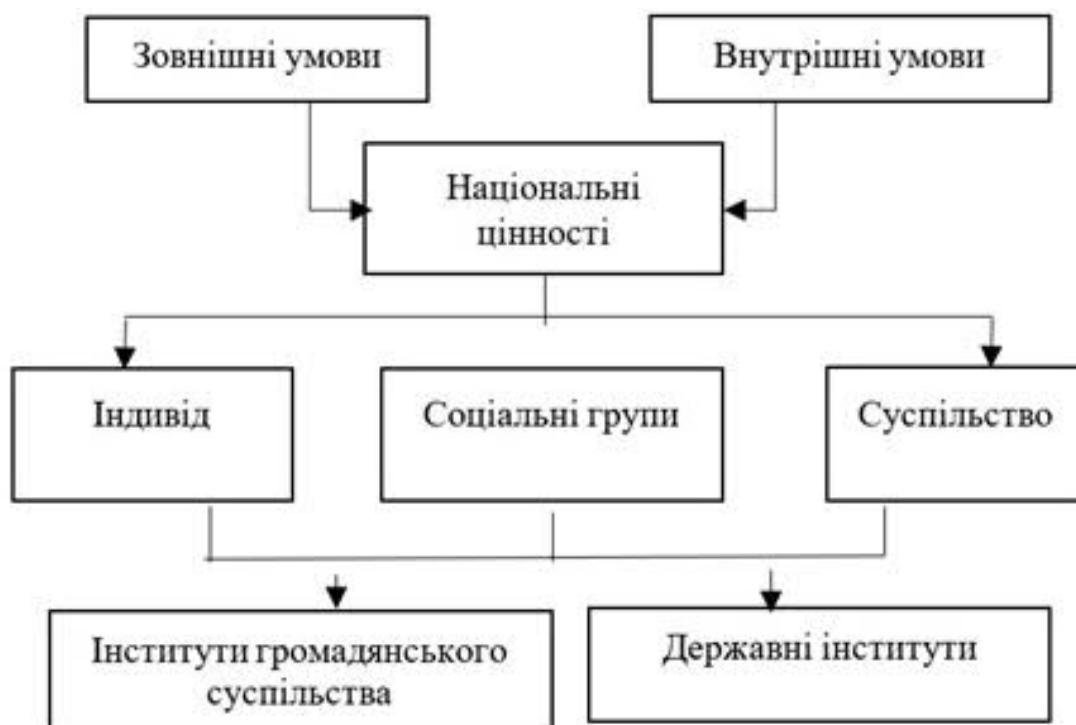 Зовнішні умови
Внутрішні умови
Національні
цінності
Індивід
Соціальні групи
Суспільство
Інститути громадянського
суспільства
Державні інститути